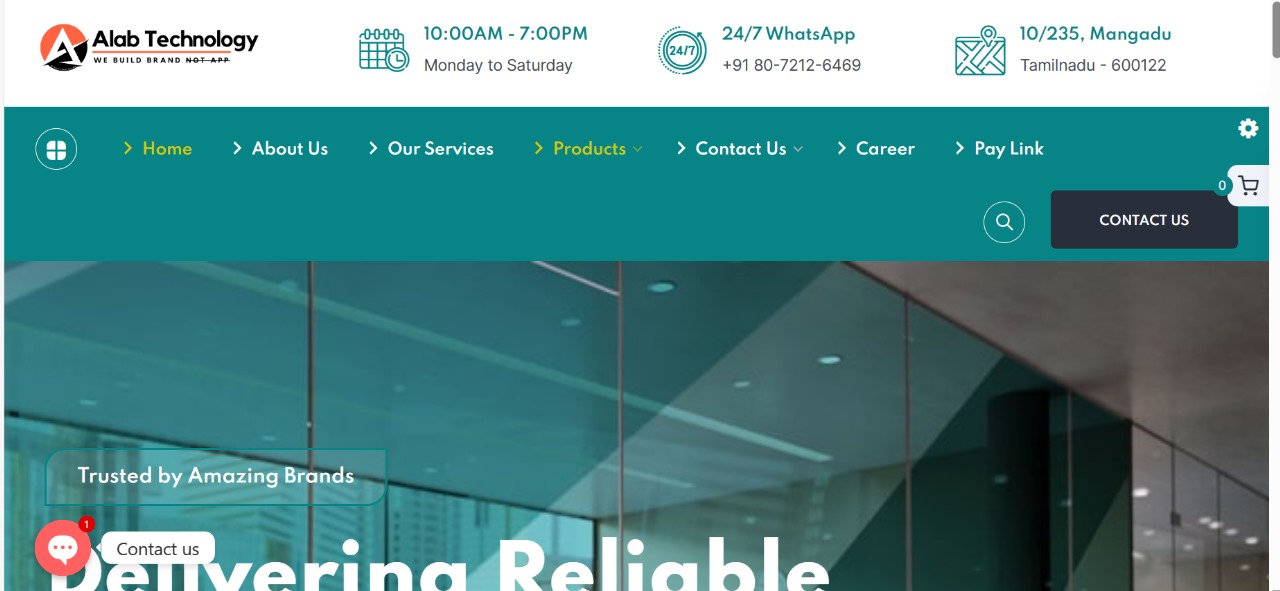 Alab Technology
WE BUILD BRAND NOT APP
10:00AM - 7:00PM
Monday to Saturday
24/7
24/7 WhatsApp
+91 80-7212-6469
10/235, Mangadu
Tamilnadu - 600122
Home
About Us
Our Services
Products
Contact Us
Career
Pay Link
0
CONTACT US
Trusted by Amazing Brands
1
Contact us
Delivering Reliable